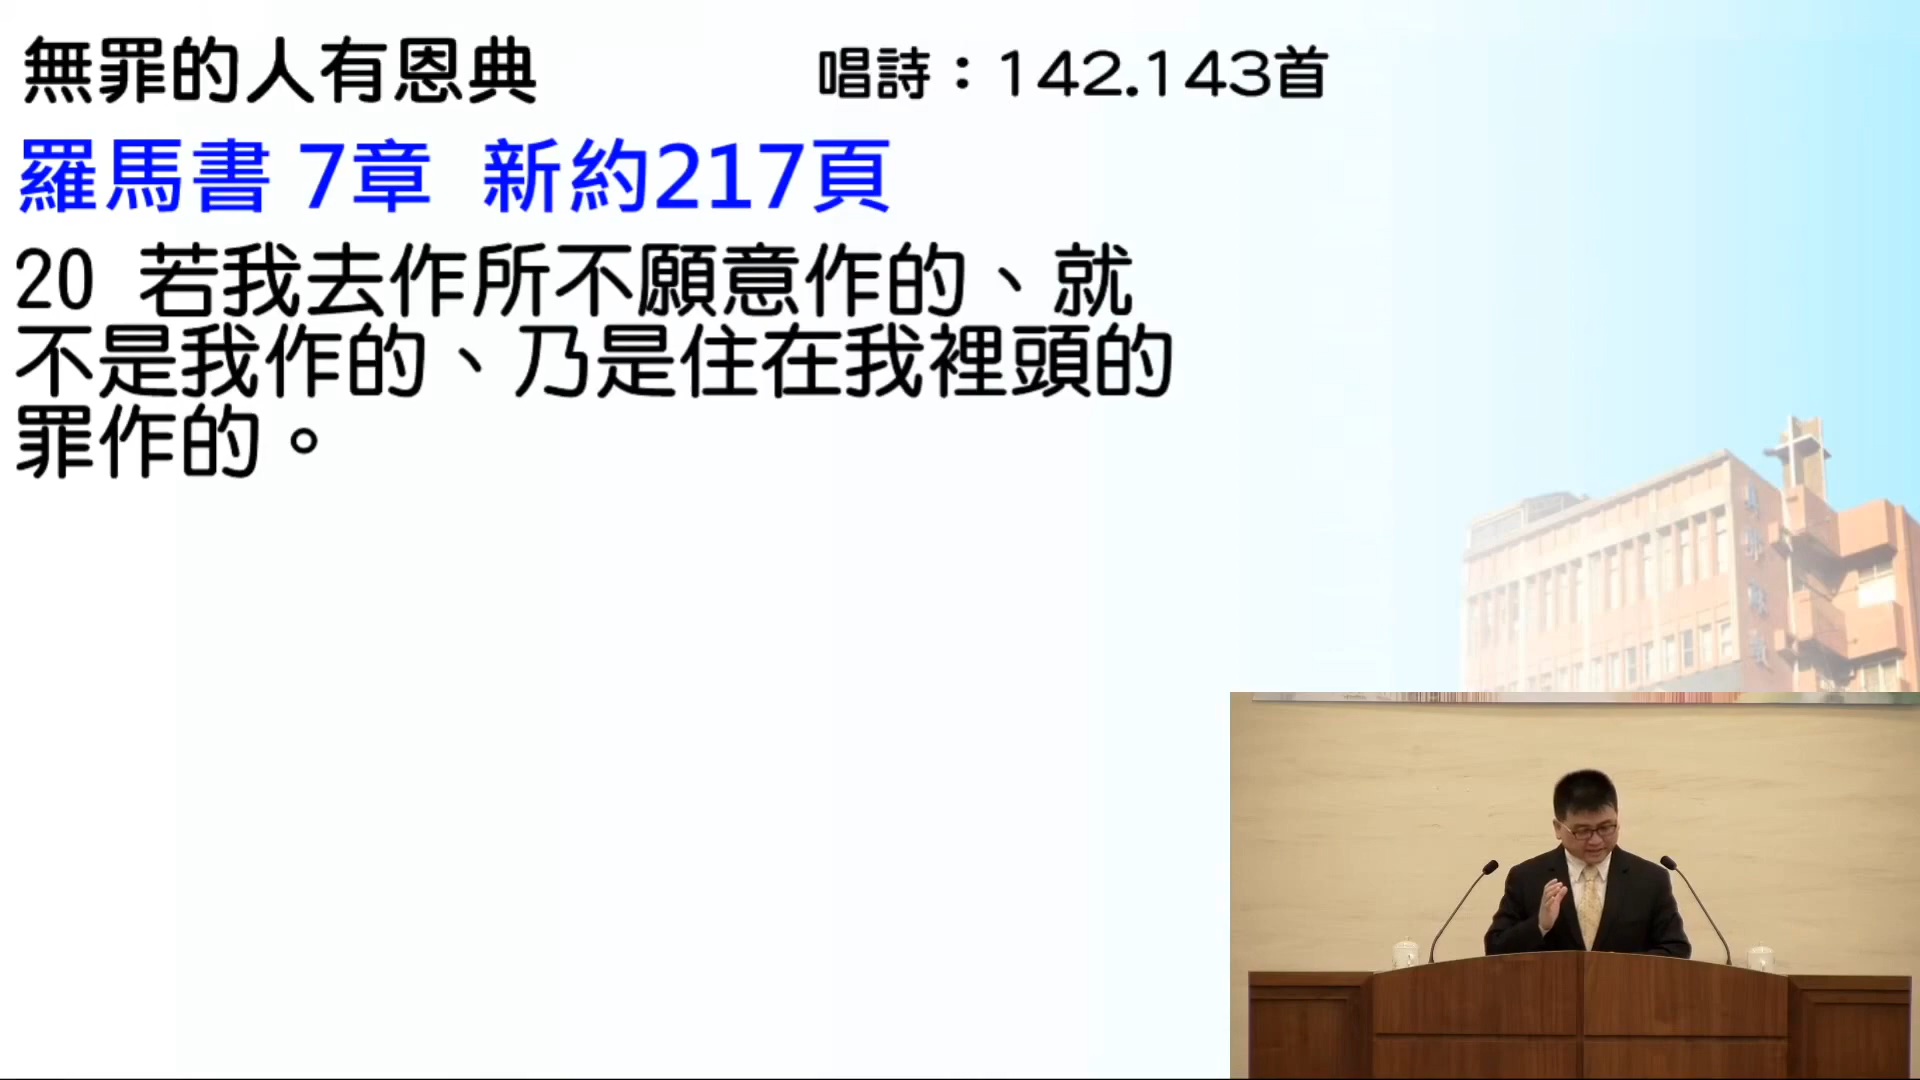 無罪的人有恩典
唱詩：142.143首
羅馬書 7章 新約217頁
20 若我去作所不願意作的、就
不是我作的、乃是住在我裡頭的
罪作的。